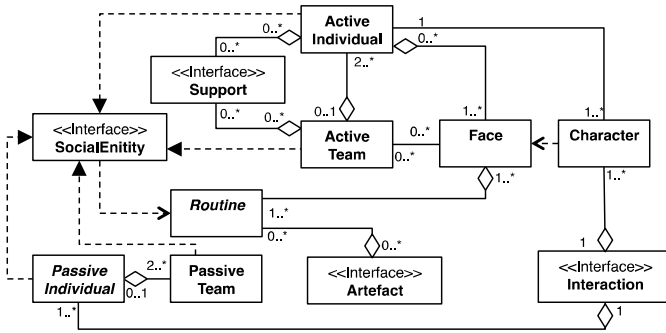 Active
Individual
1
0..*
0..*
0..*
2..*
<<Interface>>
Support
0..*
0..*
0..1
1..*
1..*
<<Interface>>
SocialEnitity
Active
Team
0..*
0..*
Face
Character
1..*
1..*
Routine
1..*
0..*
0..*
1
Passive
Individual
2..*
0..1
Passive
Team
<<Interface>>
Artefact
<<Interface>>
Interaction
1..*
1